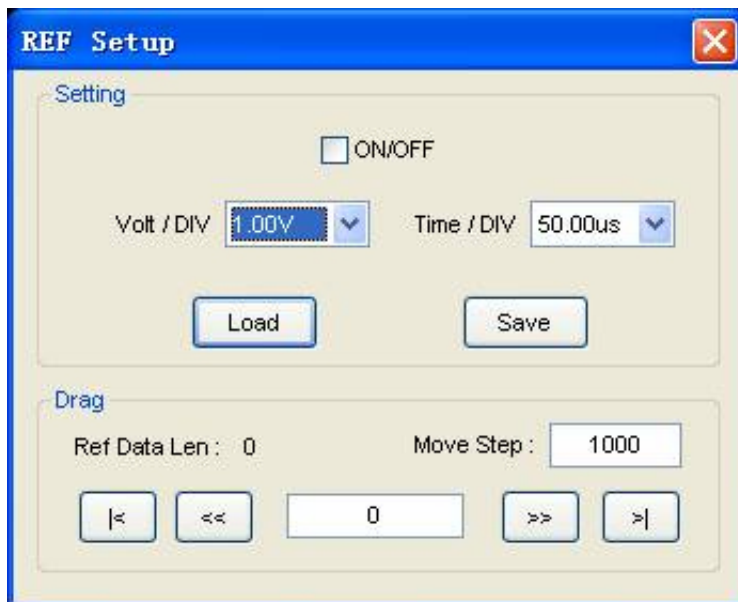 REF Setup
Setting
ON/OFF
Volt / DIV 1.00V Time / DIV 50.00us
Load Save
Drag
Ref Data Len : 0 Move Step : 1000
|< << 0 >> >|